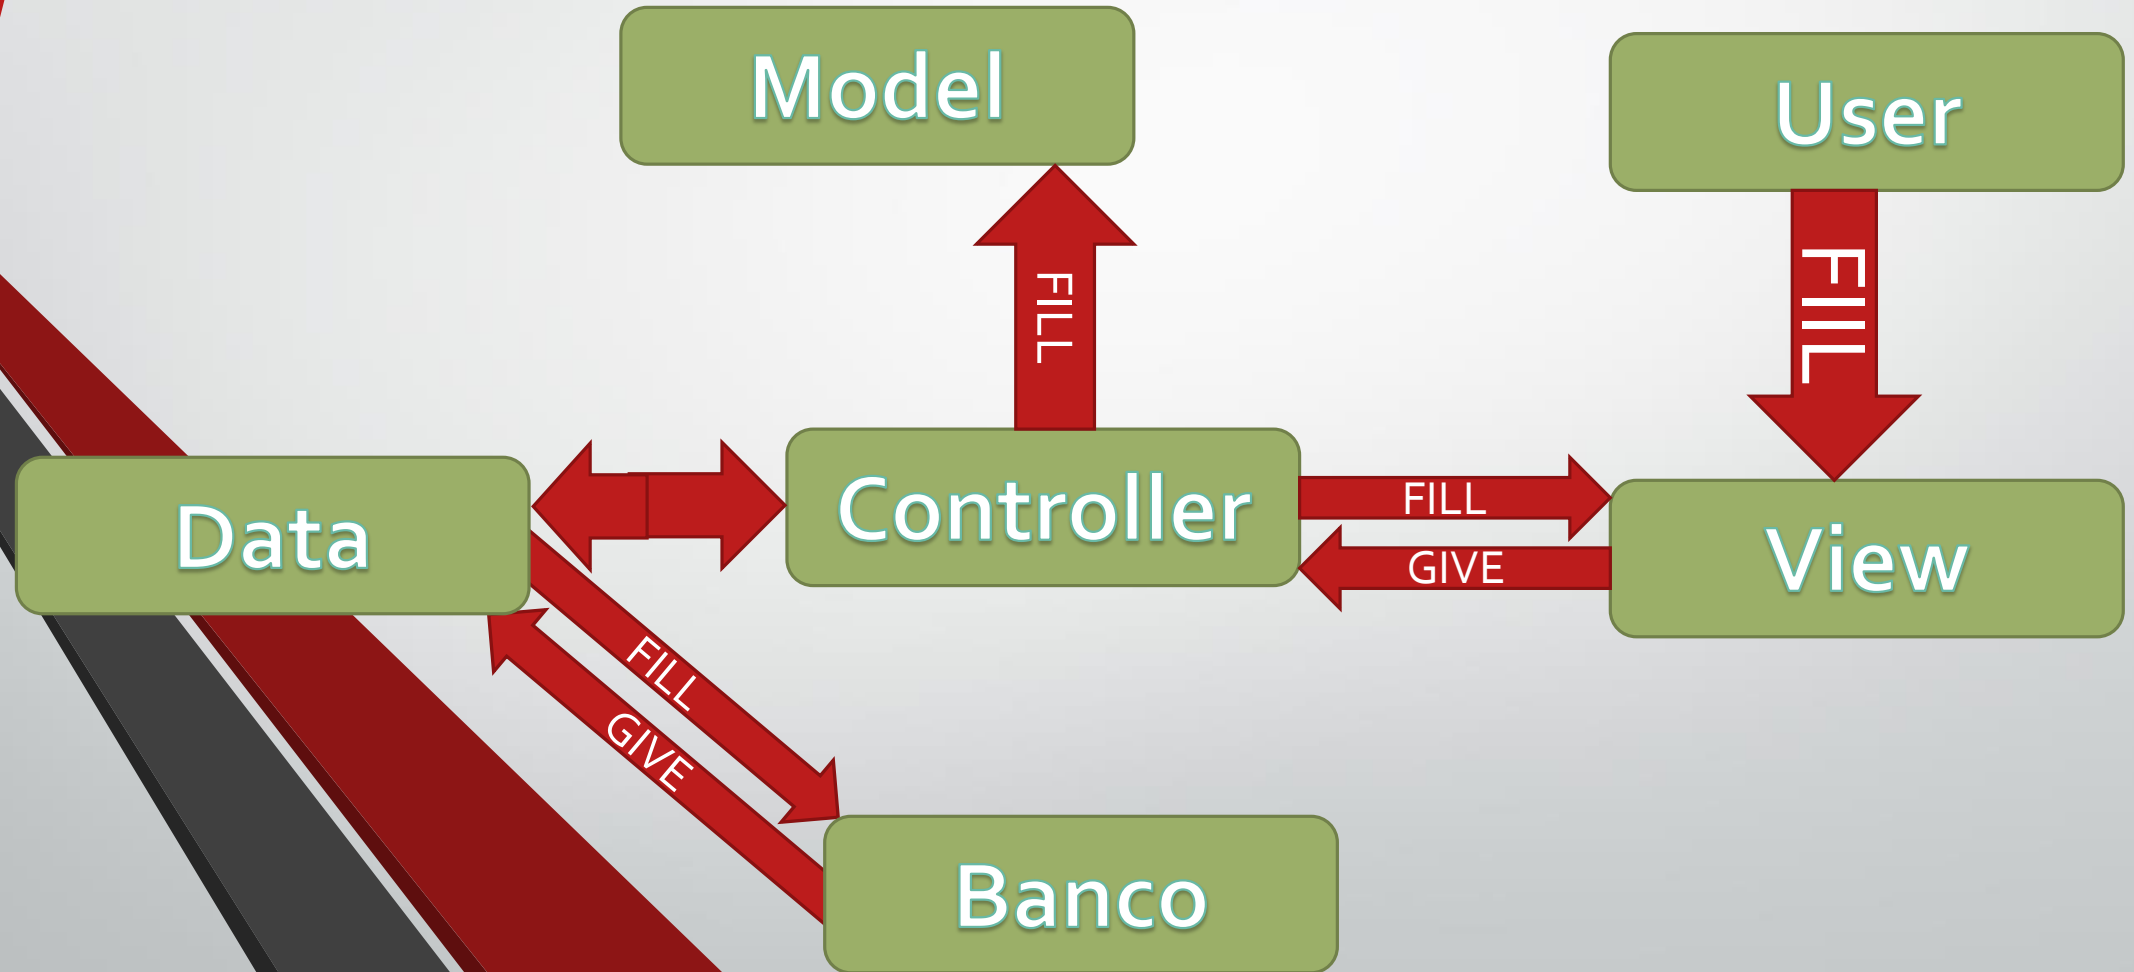 Model
User
FILL
FILL
Data
Controller
FILL
GIVE
View
FILL
GIVE
Banco